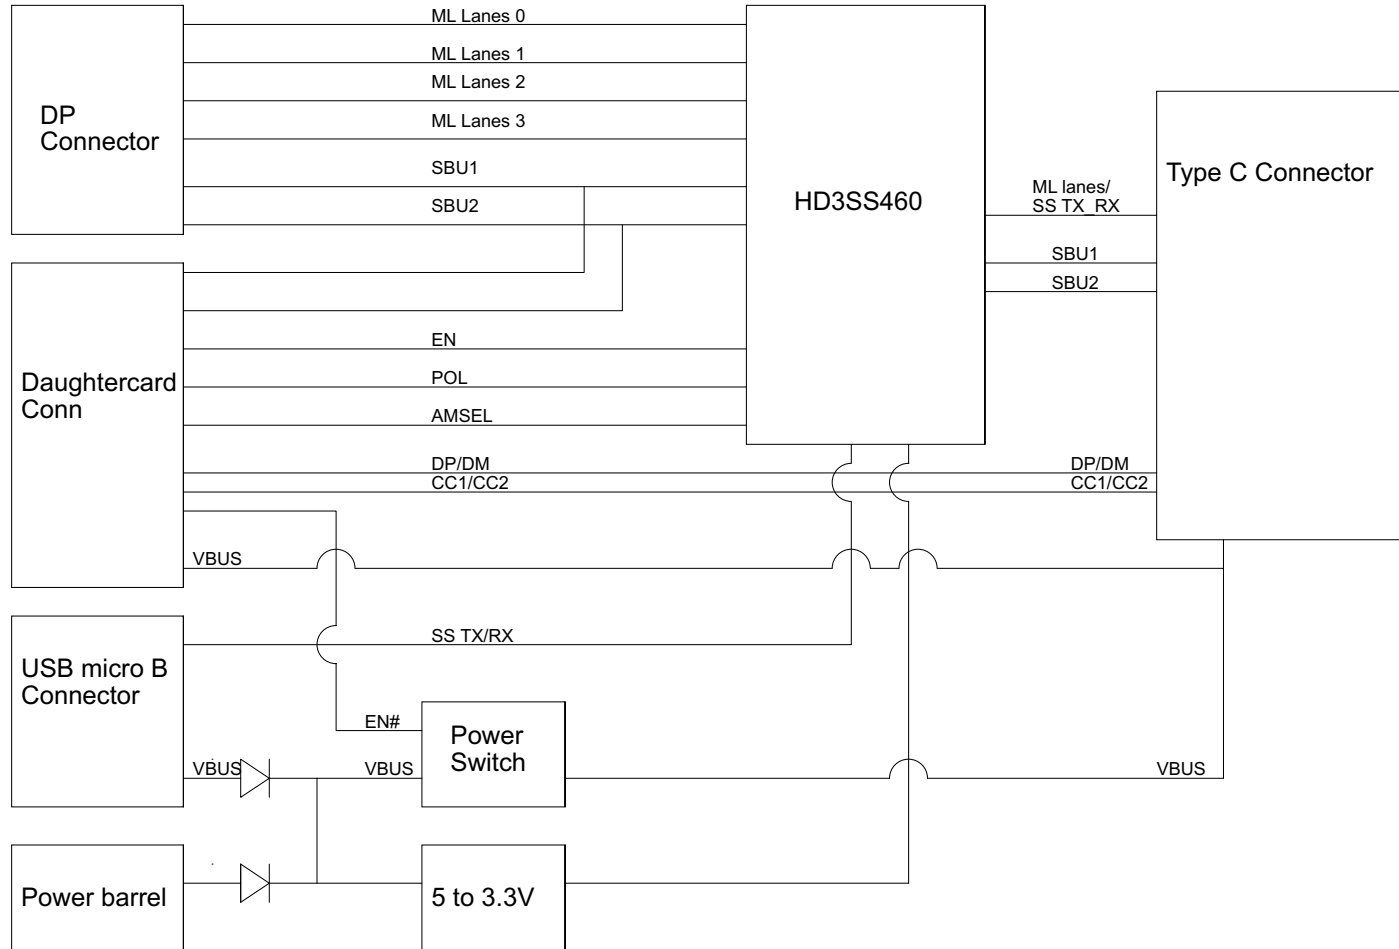 ML Lanes 0
ML Lanes 1
ML Lanes 2
DP
Connector
ML Lanes 3
SBU1
SBU2
HD3SS460
Type C Connector
ML lanes/
SS TX_RX
SBU1
SBU2
Daughtercard
Conn
EN
POL
AMSEL
DP/DM
CC1/CC2
DP/DM
CC1/CC2
VBUS
USB micro B
Connector
SS TX/RX
EN#
Power
Switch
VBUS
VBUS
VBUS
Power barrel
5 to 3.3V